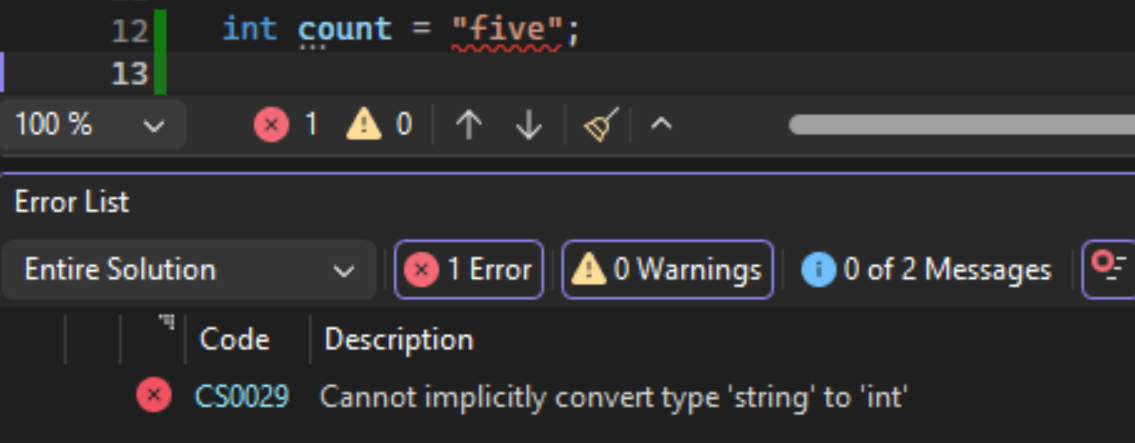 12 int count = "five";
13
100 % 1 0
Error List
Entire Solution 1 Error 0 Warnings 0 of 2 Messages
Code Description
CS0029 Cannot implicitly convert type 'string' to 'int'